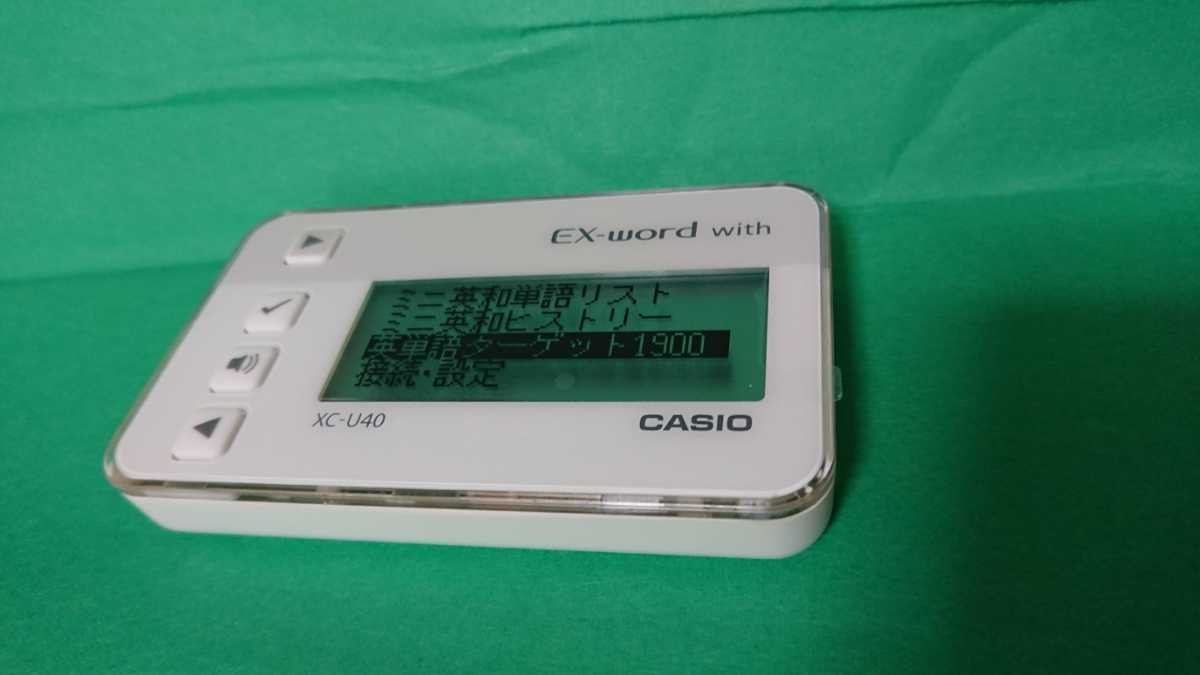 EX-word with
ミニ英和単語リスト
ミニ英和ヒストリー
英単語ターゲット1900
接続・設定
XC-U40
CASIO